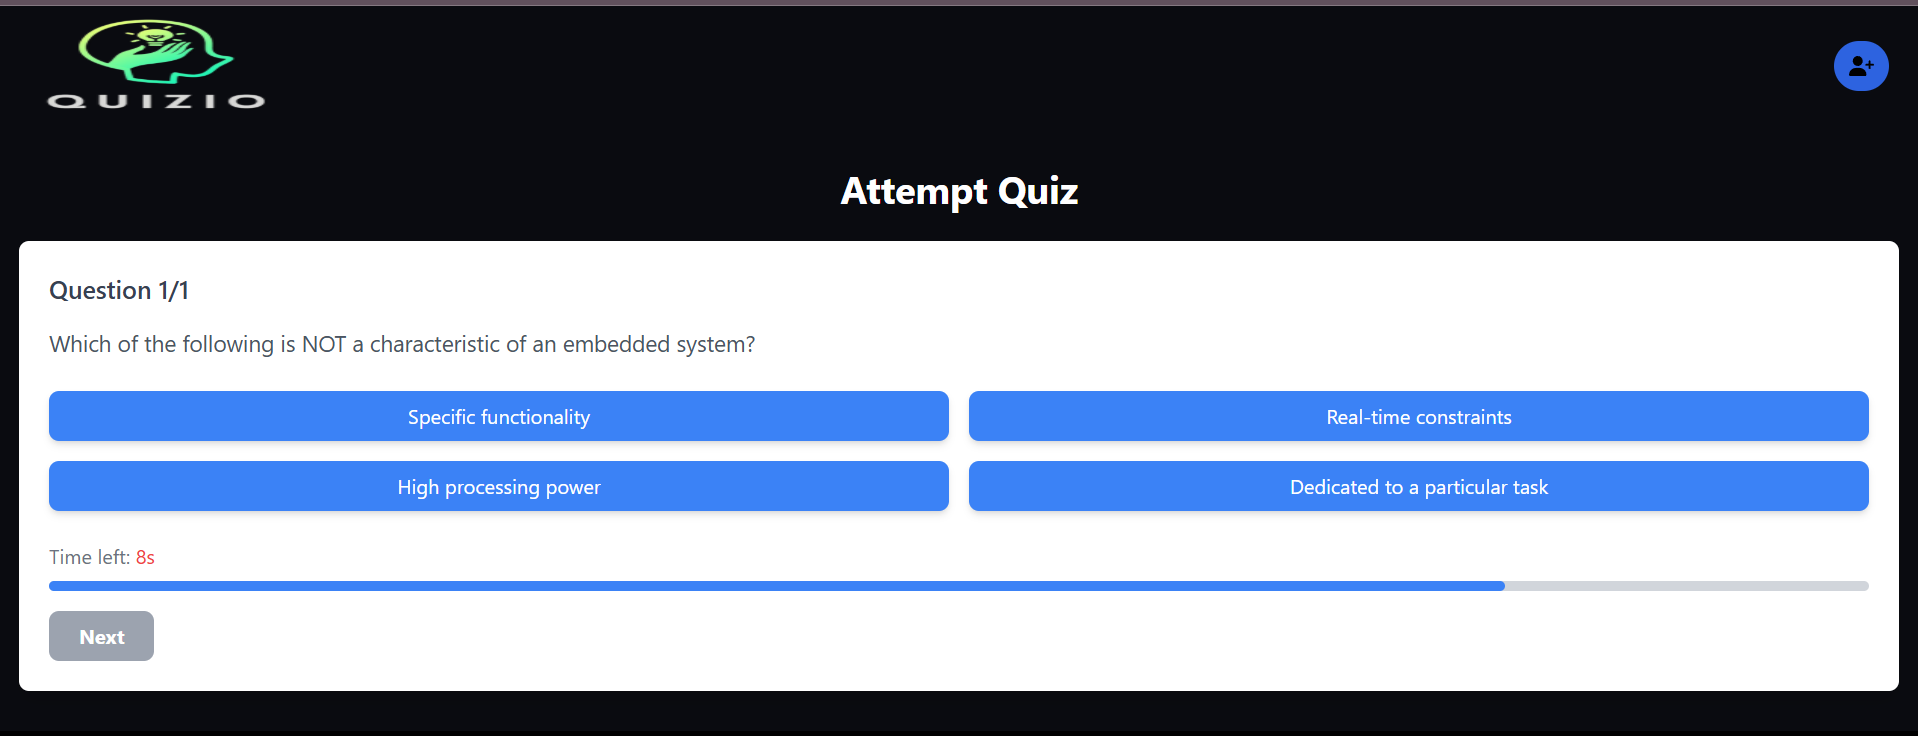 QUIZIO
Attempt Quiz
Question 1/1
Which of the following is NOT a characteristic of an embedded system?
Specific functionality
Real-time constraints
High processing power
Dedicated to a particular task
Time left: 8s
Next